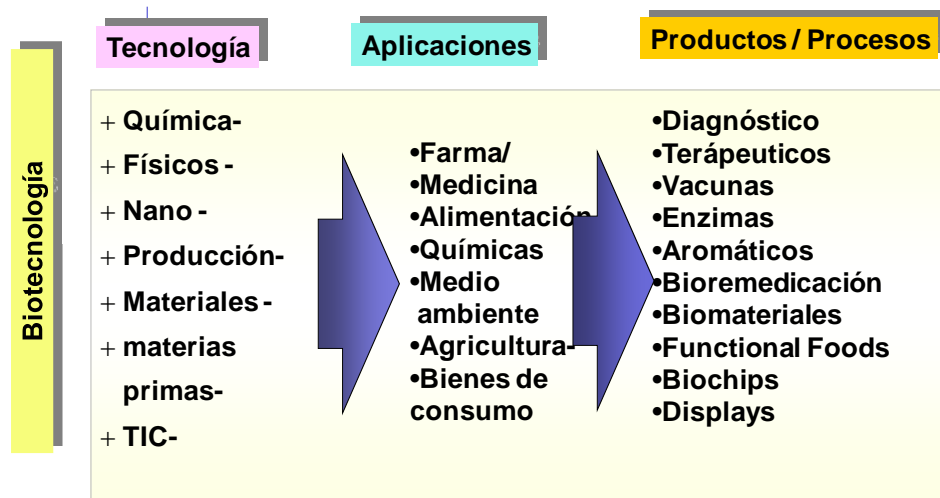 Tecnología
Aplicaciones
Productos / Procesos
Biotecnología
+ Química-
+ Físicos -
+ Nano -
+ Producción-
+ Materiales -
+ materias
primas-
+ TIC-
•Farma/
•Medicina
•Alimentación
•Químicas
•Medio
ambiente
•Agricultura-
•Bienes de
consumo
•Diagnóstico
•Terápeuticos
•Vacunas
•Enzimas
•Aromáticos
•Bioremedicación
•Biomateriales
•Functional Foods
•Biochips
•Displays